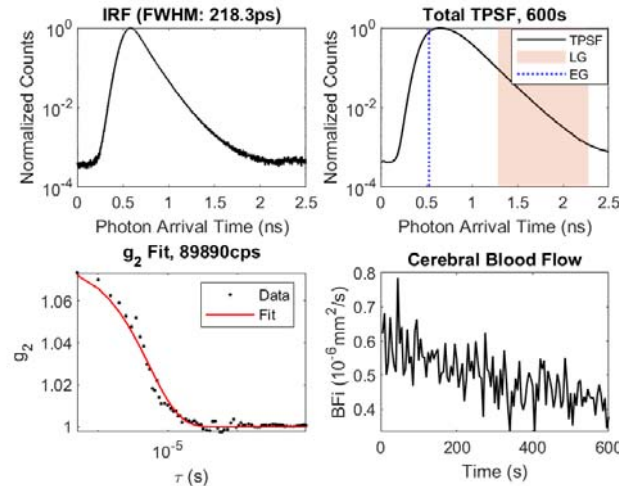 IRF (FWHM: 218.3ps)
Normalized Counts
10^0
10^-2
10^-4
0 0.5 1 1.5 2 2.5
Photon Arrival Time (ns)
Total TPSF, 600s
Normalized Counts
10^0
10^-2
10^-4
TPSF
LG
EG
0 0.5 1 1.5 2 2.5
Photon Arrival Time (ns)
g_2 Fit, 89890cps
g_2
1.06
1.04
1.02
1
Data
Fit
10^-5
τ (s)
Cerebral Blood Flow
BFi (10^-6 mm^2/s)
0.8
0.7
0.6
0.5
0.4
0 200 400 600
Time (s)